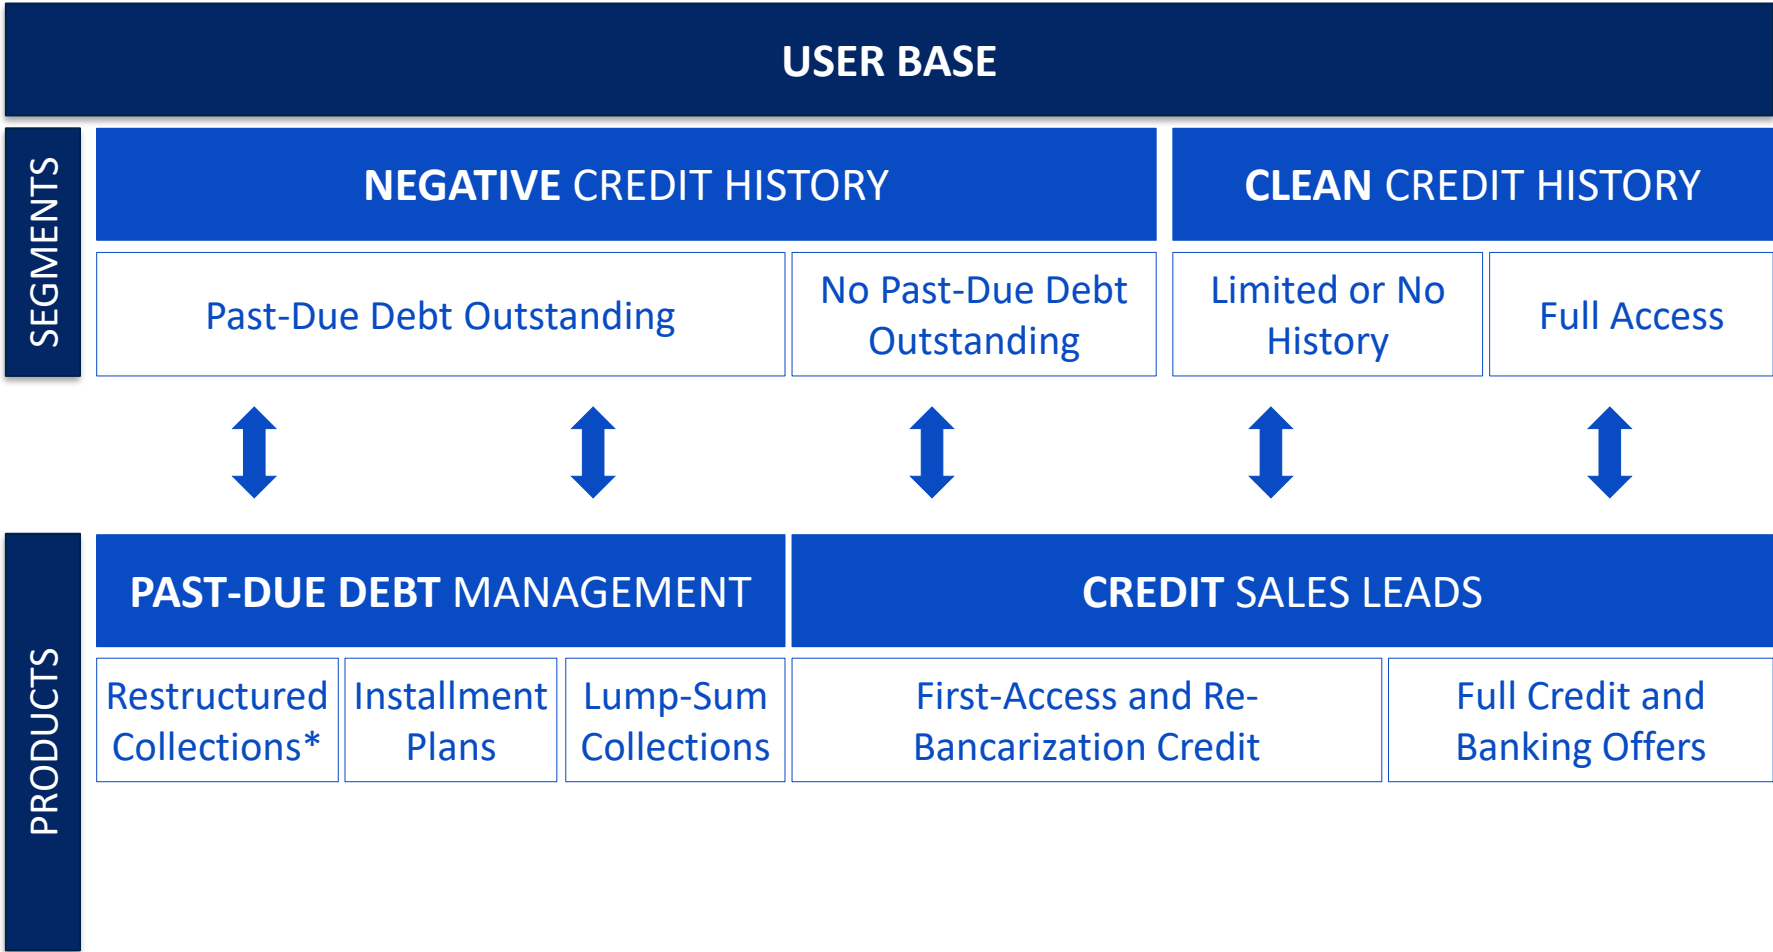 USER BASE
SEGMENTS
NEGATIVE CREDIT HISTORY
CLEAN CREDIT HISTORY
Past-Due Debt Outstanding
No Past-Due Debt
Outstanding
Limited or No
History
Full Access
PRODUCTS
PAST-DUE DEBT MANAGEMENT
CREDIT SALES LEADS
Restructured
Collections*
Installment
Plans
Lump-Sum
Collections
First-Access and Re-
Bancarization Credit
Full Credit and
Banking Offers